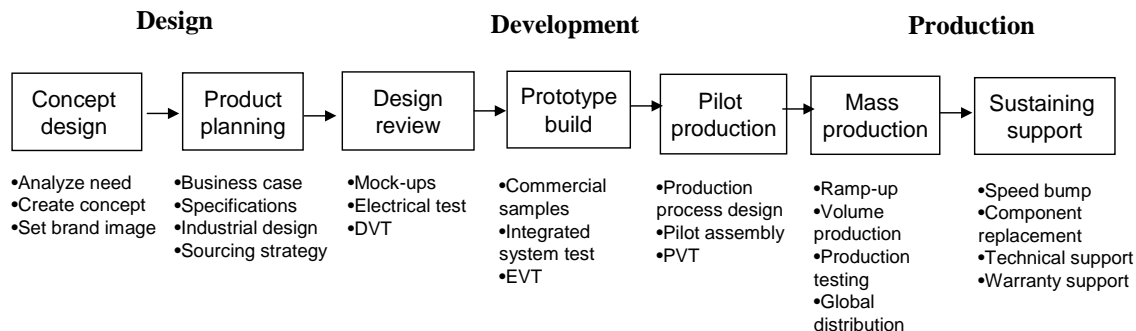 Design
Development
Production
Concept
design
Product
planning
Design
review
Prototype
build
Pilot
production
Mass
production
Sustaining
support
•Analyze need
•Create concept
•Set brand image
•Business case
•Specifications
•Industrial design
•Sourcing strategy
•Mock-ups
•Electrical test
•DVT
•Commercial
samples
•Integrated
system test
•EVT
•Production
process design
•Pilot assembly
•PVT
•Ramp-up
•Volume
production
•Production
testing
•Global
distribution
•Speed bump
•Component
replacement
•Technical support
•Warranty support